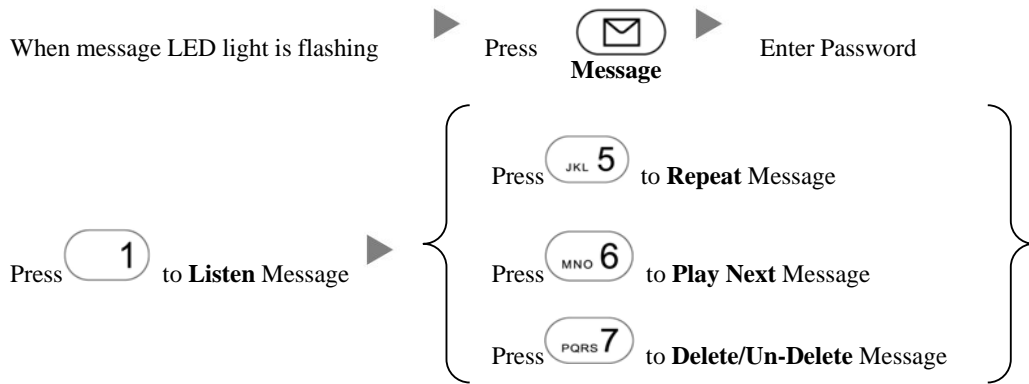 When message LED light is flashing Press Enter Password
Message
Press JKL 5 to Repeat Message
Press 1 to Listen Message
Press MNO 6 to Play Next Message
Press PQRS 7 to Delete/Un-Delete Message